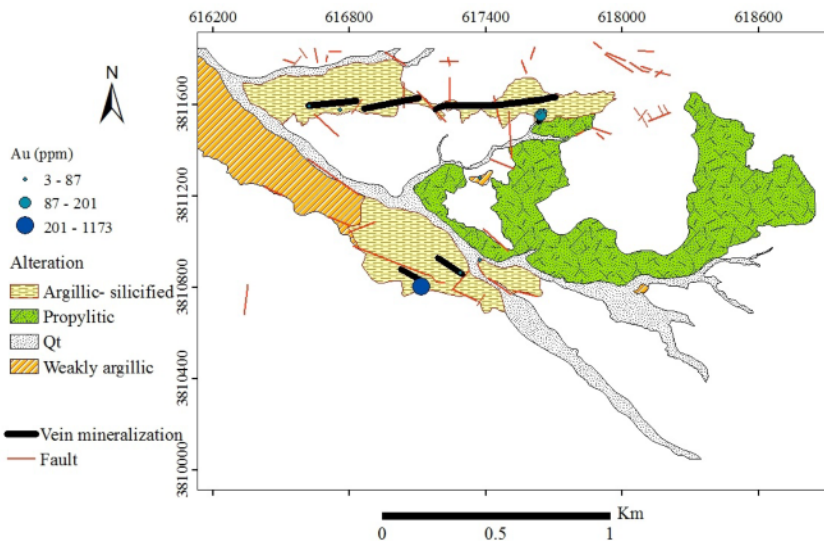 616200 616800 617400 618000 618600
3811600
3811200
3810800
3810400
3810000
N
Au (ppm)
3 - 87
87 - 201
201 - 1173
Alteration
Argillic- silicified
Propylitic
Qt
Weakly argillic
Vein mineralization
Fault
Km
0 0.5 1